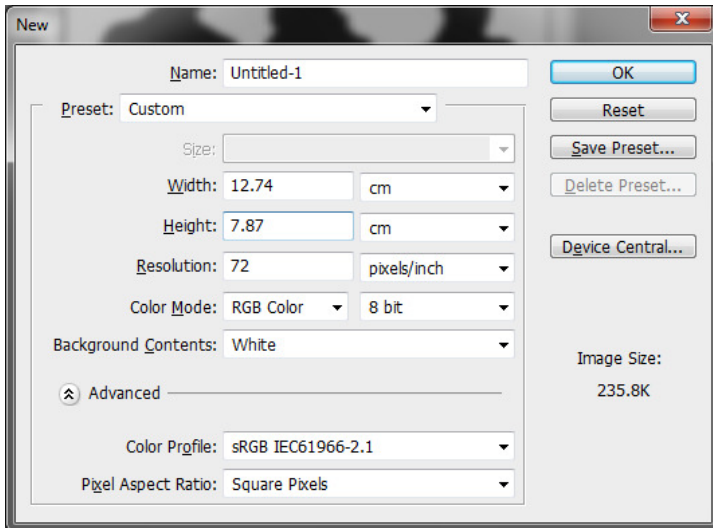 New
Name: Untitled-1
OK
Preset: Custom
Reset
Size:
Save Preset...
Width: 12.74 cm
Delete Preset...
Height: 7.87 cm
Device Central...
Resolution: 72 pixels/inch
Color Mode: RGB Color 8 bit
Background Contents: White
Image Size:
235.8K
Advanced
Color Profile: sRGB IEC61966-2.1
Pixel Aspect Ratio: Square Pixels